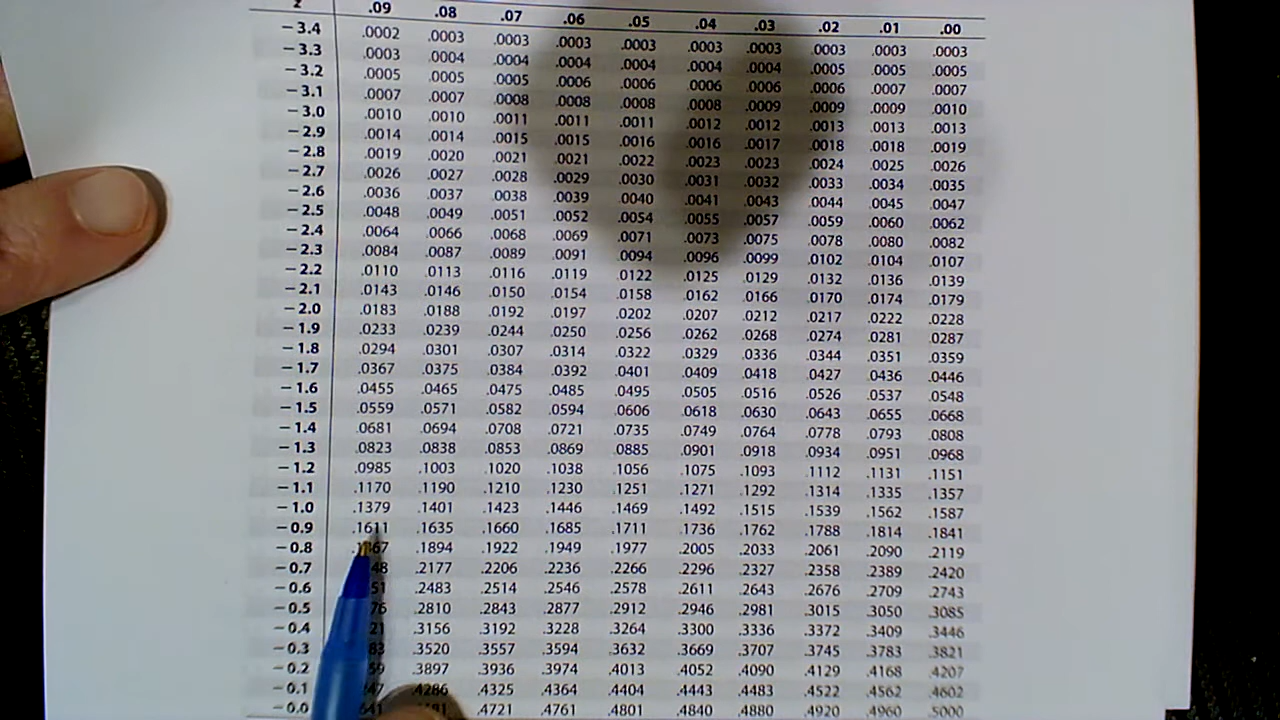 z .09 .08 .07 .06 .05 .04 .03 .02 .01 .00
−3.4 .0002 .0003 .0003 .0003 .0003 .0003 .0003 .0003 .0003 .0003
−3.3 .0003 .0004 .0004 .0004 .0004 .0004 .0004 .0005 .0005 .0005
−3.2 .0005 .0005 .0005 .0006 .0006 .0006 .0006 .0006 .0007 .0007
−3.1 .0007 .0007 .0008 .0008 .0008 .0008 .0009 .0009 .0009 .0010
−3.0 .0010 .0010 .0011 .0011 .0011 .0012 .0012 .0013 .0013 .0013
−2.9 .0014 .0014 .0015 .0015 .0016 .0016 .0017 .0018 .0018 .0019
−2.8 .0019 .0020 .0021 .0021 .0022 .0023 .0023 .0024 .0025 .0026
−2.7 .0026 .0027 .0028 .0029 .0030 .0031 .0032 .0033 .0034 .0035
−2.6 .0036 .0037 .0038 .0039 .0040 .0041 .0043 .0044 .0045 .0047
−2.5 .0048 .0049 .0051 .0052 .0054 .0055 .0057 .0059 .0060 .0062
−2.4 .0064 .0066 .0068 .0069 .0071 .0073 .0075 .0078 .0080 .0082
−2.3 .0084 .0087 .0089 .0091 .0094 .0096 .0099 .0102 .0104 .0107
−2.2 .0110 .0113 .0116 .0119 .0122 .0125 .0129 .0132 .0136 .0139
−2.1 .0143 .0146 .0150 .0154 .0158 .0162 .0166 .0170 .0174 .0179
−2.0 .0183 .0188 .0192 .0197 .0202 .0207 .0212 .0217 .0222 .0228
−1.9 .0233 .0239 .0244 .0250 .0256 .0262 .0268 .0274 .0281 .0287
−1.8 .0294 .0301 .0307 .0314 .0322 .0329 .0336 .0344 .0351 .0359
−1.7 .0367 .0375 .0384 .0392 .0401 .0409 .0418 .0427 .0436 .0446
−1.6 .0455 .0465 .0475 .0485 .0495 .0505 .0516 .0526 .0537 .0548
−1.5 .0559 .0571 .0582 .0594 .0606 .0618 .0630 .0643 .0655 .0668
−1.4 .0681 .0694 .0708 .0721 .0735 .0749 .0764 .0778 .0793 .0808
−1.3 .0823 .0838 .0853 .0869 .0885 .0901 .0918 .0934 .0951 .0968
−1.2 .0985 .1003 .1020 .1038 .1056 .1075 .1093 .1112 .1131 .1151
−1.1 .1170 .1190 .1210 .1230 .1251 .1271 .1292 .1314 .1335 .1357
−1.0 .1379 .1401 .1423 .1446 .1469 .1492 .1515 .1539 .1562 .1587
−0.9 .1611 .1635 .1660 .1685 .1711 .1736 .1762 .1788 .1814 .1841
−0.8 .1894 .1922 .1949 .1977 .2005 .2033 .2061 .2090 .2119
−0.7 .2177 .2206 .2236 .2266 .2296 .2327 .2358 .2389 .2420
−0.6 .2483 .2514 .2546 .2578 .2611 .2643 .2676 .2709 .2743
−0.5 .2810 .2843 .2877 .2912 .2946 .2981 .3015 .3050 .3085
−0.4 .3156 .3192 .3228 .3264 .3300 .3336 .3372 .3409 .3446
−0.3 .3520 .3557 .3594 .3632 .3669 .3707 .3745 .3783 .3821
−0.2 .3897 .3936 .3974 .4013 .4052 .4090 .4129 .4168 .4207
−0.1 .4286 .4325 .4364 .4404 .4443 .4483 .4522 .4562 .4602
−0.0 .4721 .4761 .4801 .4840 .4880 .4920 .4960 .5000